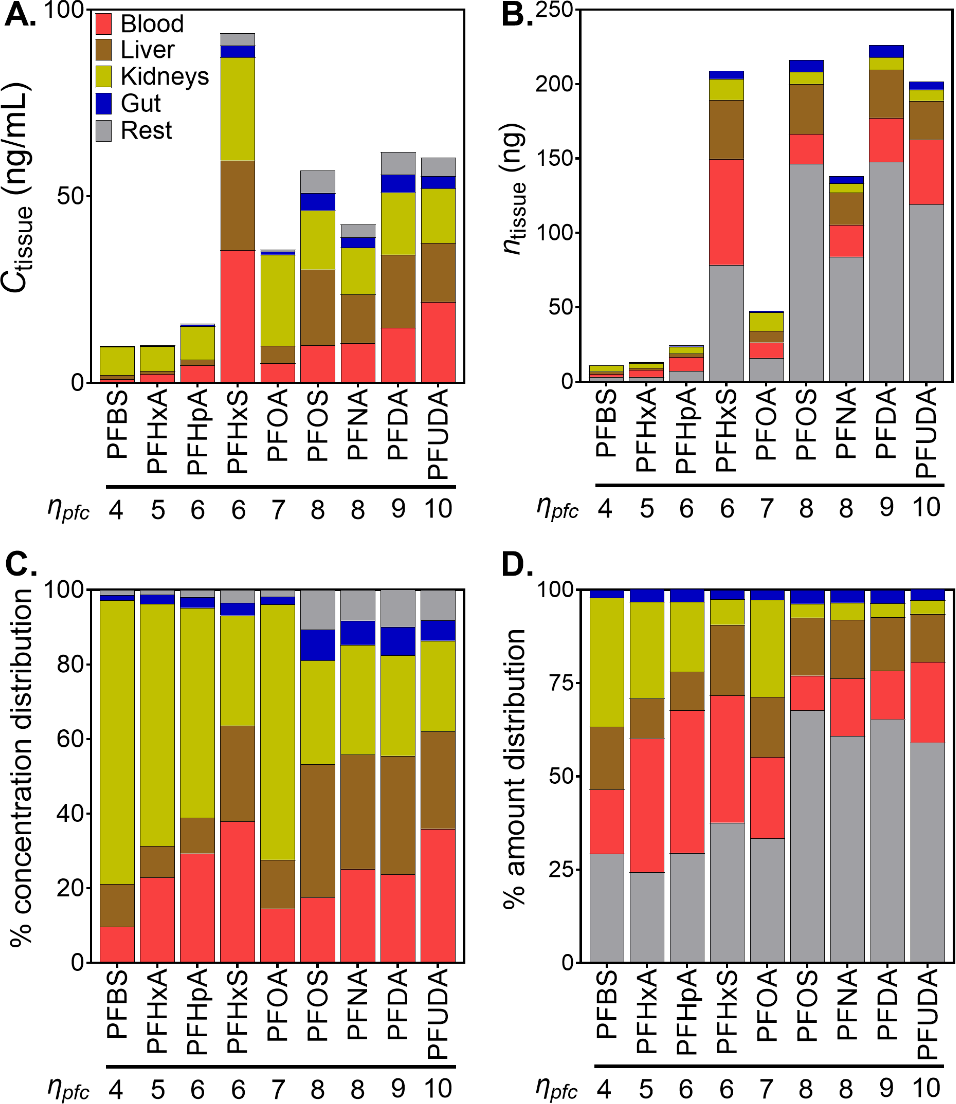 A.
C_tissue (ng/mL)
100
50
0
Blood
Liver
Kidneys
Gut
Rest
PFBS PFHxA PFHpA PFHxS PFOA PFOS PFNA PFDA PFUDA
η_pfc 4 5 6 6 7 8 8 9 10
B.
n_tissue (ng)
250
200
150
100
50
0
PFBS PFHxA PFHpA PFHxS PFOA PFOS PFNA PFDA PFUDA
η_pfc 4 5 6 6 7 8 8 9 10
C.
% concentration distribution
100
80
60
40
20
0
PFBS PFHxA PFHpA PFHxS PFOA PFOS PFNA PFDA PFUDA
η_pfc 4 5 6 6 7 8 8 9 10
D.
% amount distribution
100
75
50
25
0
PFBS PFHxA PFHpA PFHxS PFOA PFOS PFNA PFDA PFUDA
η_pfc 4 5 6 6 7 8 8 9 10